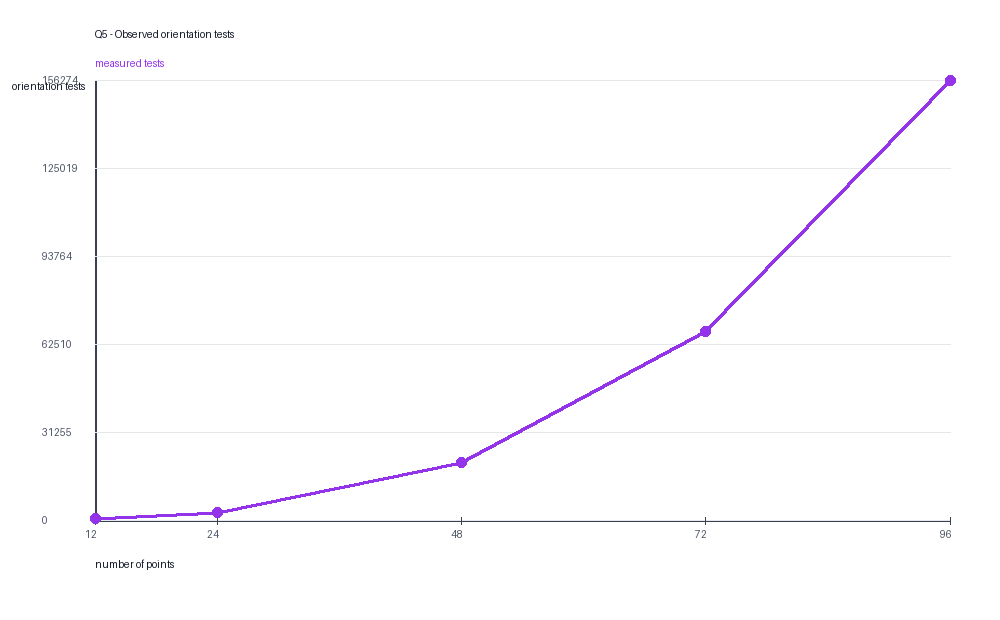 Q5 - Observed orientation tests
measured tests
156274
orientation tests
125019
93764
62510
31255
0
12 24 48 72 96
number of points